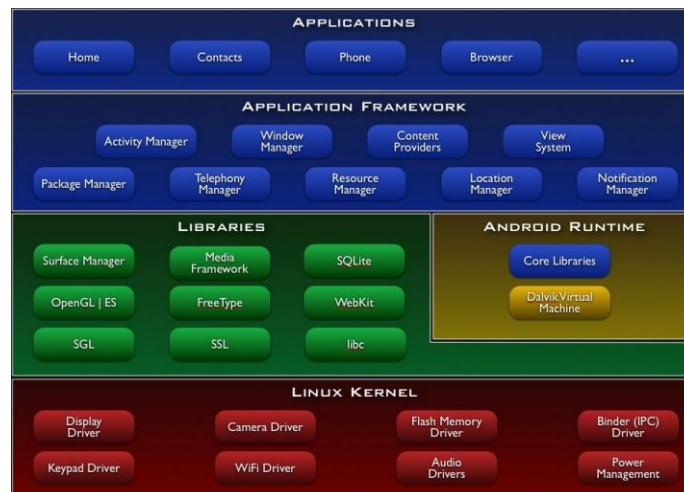 APPLICATIONS
Home
Contacts
Phone
Browser
...
APPLICATION FRAMEWORK
Activity Manager
Window
Manager
Content
Providers
View
System
Package Manager
Telephony
Manager
Resource
Manager
Location
Manager
Notification
Manager
LIBRARIES
Surface Manager
Media
Framework
SQLite
OpenGL | ES
FreeType
WebKit
SGL
SSL
libc
ANDROID RUNTIME
Core Libraries
Dalvik Virtual
Machine
LINUX KERNEL
Display
Driver
Camera Driver
Flash Memory
Driver
Binder (IPC)
Driver
Keypad Driver
WiFi Driver
Audio
Drivers
Power
Management